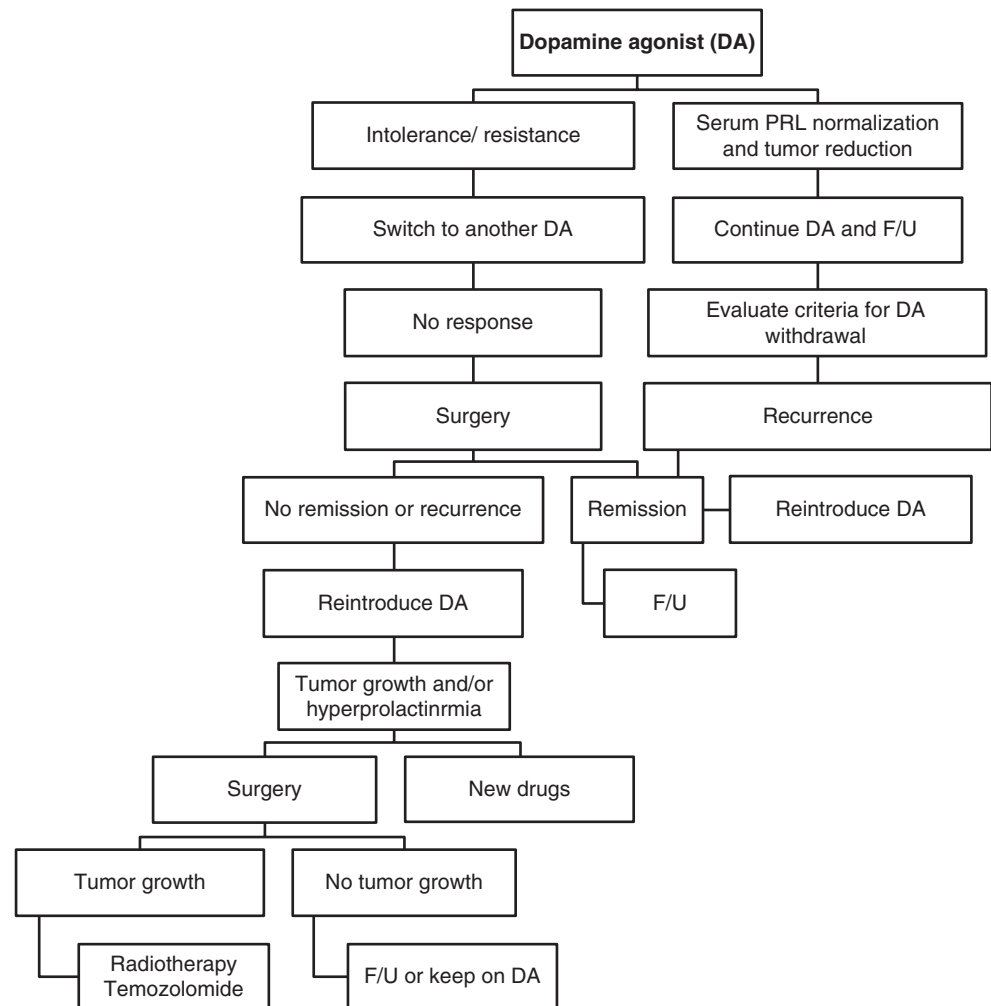 Dopamine agonist (DA)
Intolerance/ resistance
Serum PRL normalization
and tumor reduction
Switch to another DA
Continue DA and F/U
No response
Evaluate criteria for DA
withdrawal
Surgery
Recurrence
No remission or recurrence
Remission
Reintroduce DA
Reintroduce DA
F/U
Tumor growth and/or
hyperprolactinrmia
Surgery
New drugs
Tumor growth
No tumor growth
Radiotherapy
Temozolomide
F/U or keep on DA